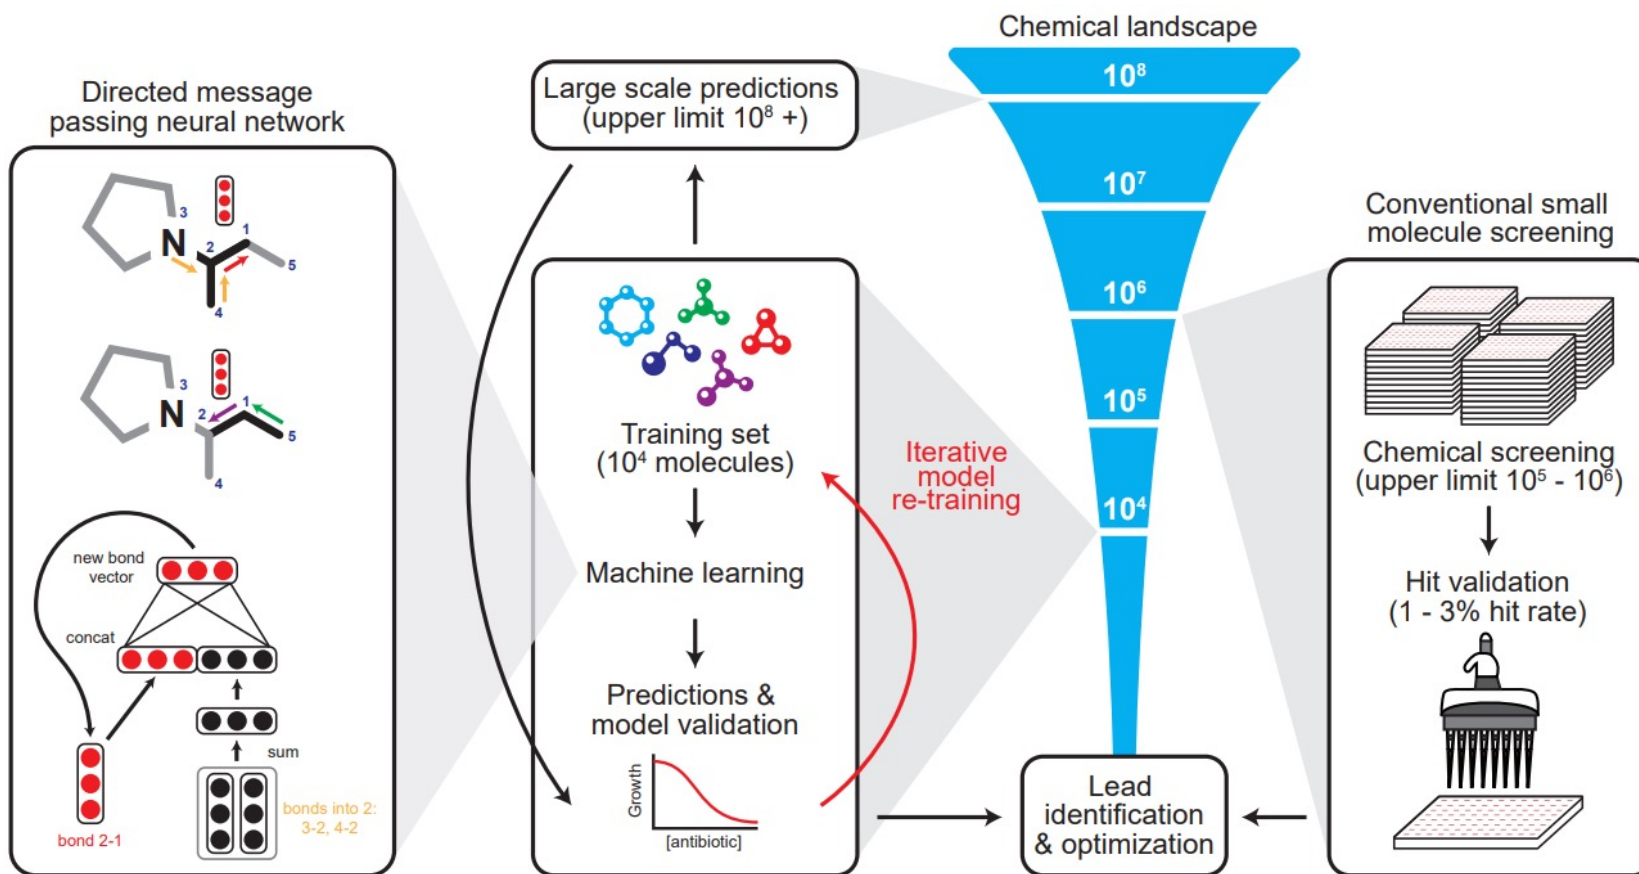 Directed message
passing neural network
3
N
2
1
5
4
3
N
2
1
5
4
new bond
vector
concat
sum
bond 2-1
bonds into 2:
3-2, 4-2
Large scale predictions
(upper limit 10⁸ +)
Training set
(10⁴ molecules)
Machine learning
Predictions &
model validation
Growth
[antibiotic]
Iterative
model
re-training
Chemical landscape
10⁸
10⁷
10⁶
10⁵
10⁴
Lead
identification
& optimization
Conventional small
molecule screening
Chemical screening
(upper limit 10⁵ - 10⁶)
Hit validation
(1 - 3% hit rate)